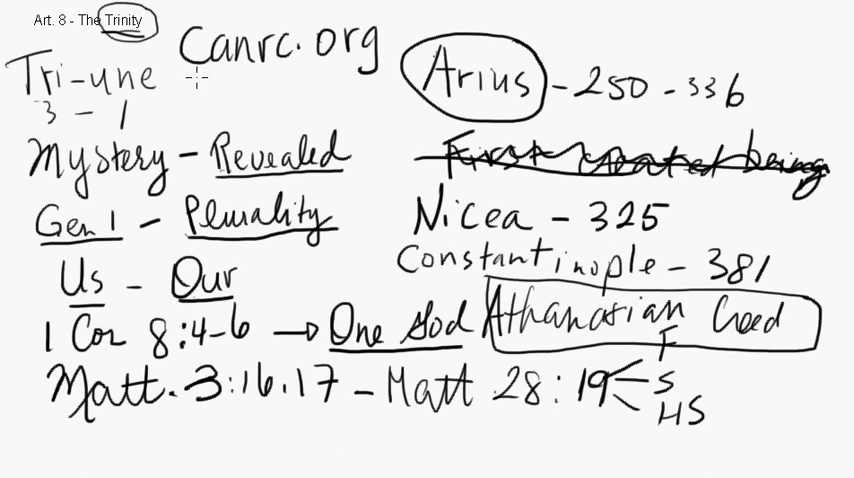 Art. 8 - The Trinity
Canrc.org
Tri-une
3 - 1
Arius - 250 - 336
Mystery - Revealed
First created being
Gen 1 - Plurality
Nicea - 325
Us - Our
Constantinople - 381
1 Cor 8:4-6 → One God
Athanasian Creed
Matt. 3:16.17 - Matt 28:19
F
S
HS